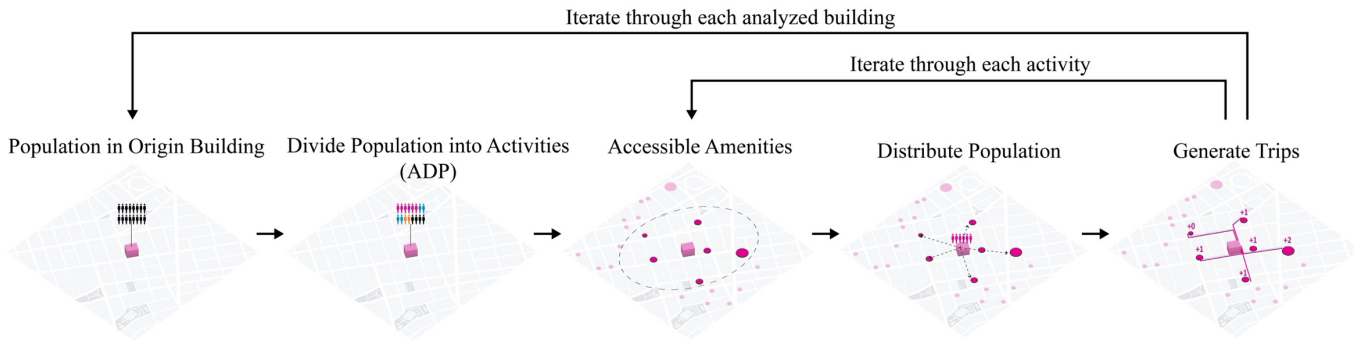 Iterate through each analyzed building
Iterate through each activity
Population in Origin Building
Divide Population into Activities
(ADP)
Accessible Amenities
Distribute Population
Generate Trips
+0
+1
+1
+1
+2
+1